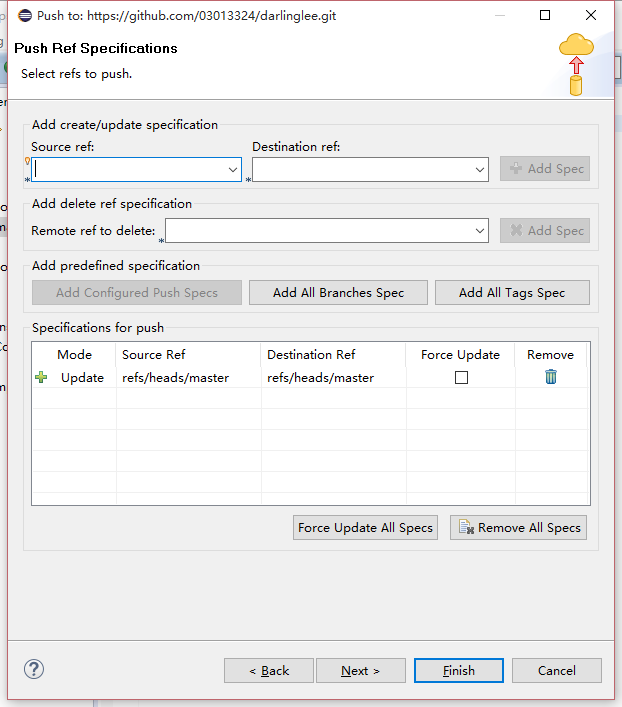 Push to: https://github.com/03013324/darlinglee.git
Push Ref Specifications
Select refs to push.
Add create/update specification
Source ref: Destination ref:
Add Spec
Add delete ref specification
Remote ref to delete: Add Spec
Add predefined specification
Add Configured Push Specs Add All Branches Spec Add All Tags Spec
Specifications for push
Mode Source Ref Destination Ref Force Update Remove
Update refs/heads/master refs/heads/master
Force Update All Specs Remove All Specs
< Back Next > Finish Cancel